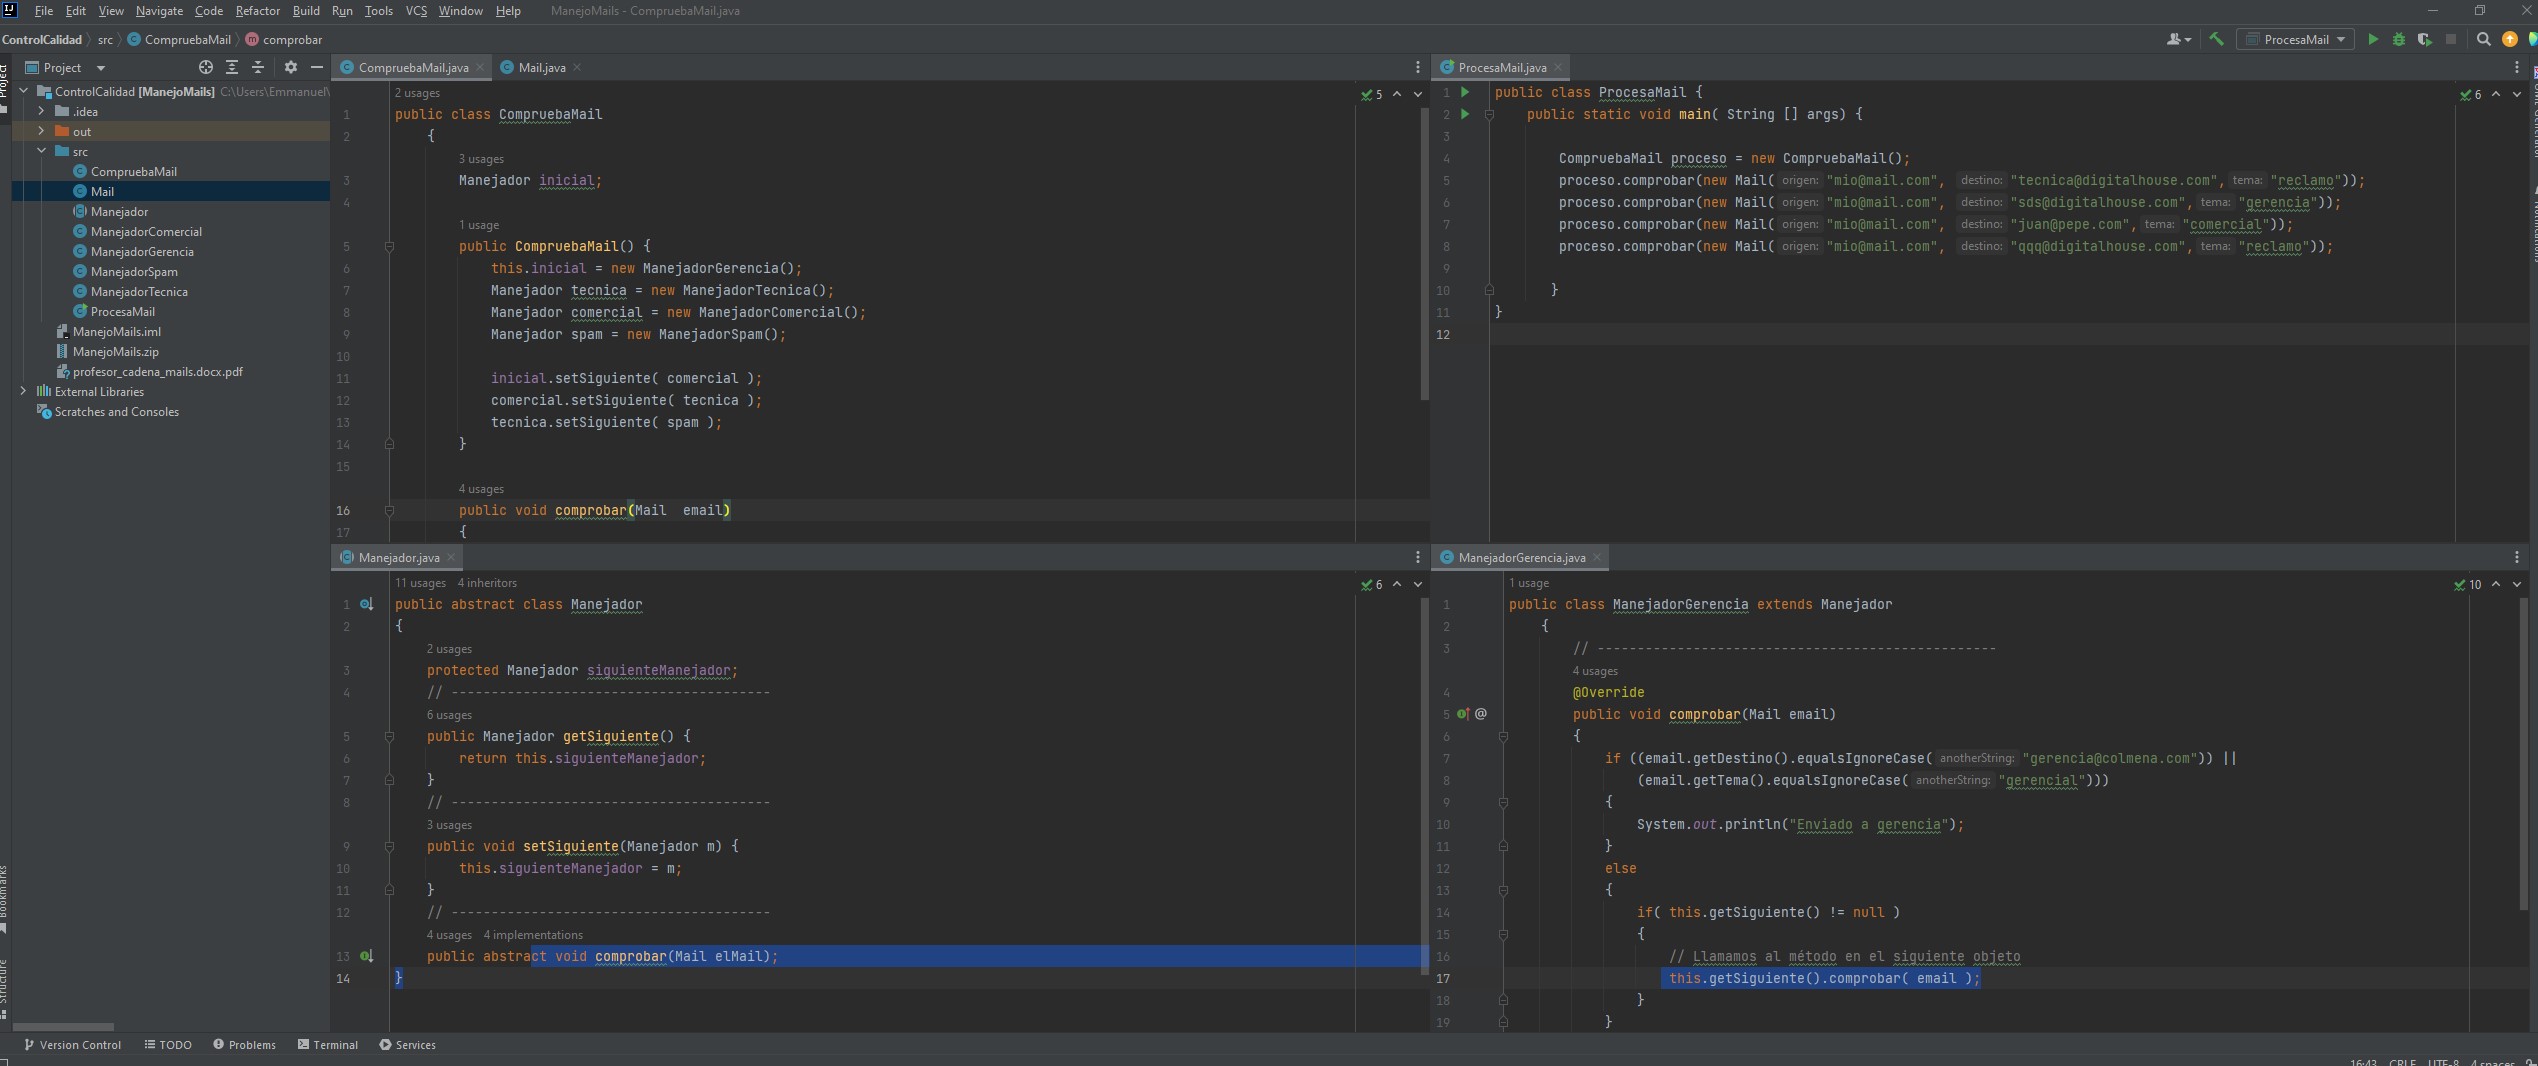 File Edit View Navigate Code Refactor Build Run Tools VCS Window Help ManejoMails - CompruebaMail.java
ControlCalidad src CompruebaMail comprobar ProcesaMail
Project
Project
ControlCalidad [ManejoMails] C:\Users\Emmanuel\
.idea
out
src
CompruebaMail
Mail
Manejador
ManejadorComercial
ManejadorGerencia
ManejadorSpam
ManejadorTecnica
ProcesaMail
ManejoMails.iml
ManejoMails.zip
profesor_cadena_mails.docx.pdf
External Libraries
Scratches and Consoles
Bookmarks
Structure
CompruebaMail.java Mail.java
2 usages
5
1 public class CompruebaMail
2 {
3 usages
3 Manejador inicial;
4
1 usage
5 public CompruebaMail() {
6 this.inicial = new ManejadorGerencia();
7 Manejador tecnica = new ManejadorTecnica();
8 Manejador comercial = new ManejadorComercial();
9 Manejador spam = new ManejadorSpam();
10
11 inicial.setSiguiente( comercial );
12 comercial.setSiguiente( tecnica );
13 tecnica.setSiguiente( spam );
14 }
15
4 usages
16 public void comprobar(Mail  email)
17 {
ProcesaMail.java
6
1 public class ProcesaMail {
2 public static void main( String [] args) {
3
4 CompruebaMail proceso = new CompruebaMail();
5 proceso.comprobar(new Mail( origen: "mio@mail.com", destino: "tecnica@digitalhouse.com", tema: "reclamo"));
6 proceso.comprobar(new Mail( origen: "mio@mail.com", destino: "sds@digitalhouse.com", tema: "gerencia"));
7 proceso.comprobar(new Mail( origen: "mio@mail.com", destino: "juan@pepe.com", tema: "comercial"));
8 proceso.comprobar(new Mail( origen: "mio@mail.com", destino: "qqq@digitalhouse.com", tema: "reclamo"));
9
10 }
11 }
12
Manejador.java
11 usages 4 inheritors
6
1 public abstract class Manejador
2 {
2 usages
3 protected Manejador siguienteManejador;
4 // ----------------------------------------
6 usages
5 public Manejador getSiguiente() {
6 return this.siguienteManejador;
7 }
8 // ----------------------------------------
3 usages
9 public void setSiguiente(Manejador m) {
10 this.siguienteManejador = m;
11 }
12 // ----------------------------------------
4 usages 4 implementations
13 public abstract void comprobar(Mail elMail);
14 }
ManejadorGerencia.java
1 usage
10
1 public class ManejadorGerencia extends Manejador
2 {
3 // --------------------------------------------------
4 usages
4 @Override
5 @ public void comprobar(Mail email)
6 {
7 if ((email.getDestino().equalsIgnoreCase( anotherString: "gerencia@colmena.com")) ||
8 (email.getTema().equalsIgnoreCase( anotherString: "gerencial")))
9 {
10 System.out.println("Enviado a gerencia");
11 }
12 else
13 {
14 if( this.getSiguiente() != null )
15 {
16 // Llamamos al método en el siguiente objeto
17 this.getSiguiente().comprobar( email );
18 }
19 }
Version Control TODO Problems Terminal Services
16:43 CRLF UTF-8 4 spaces